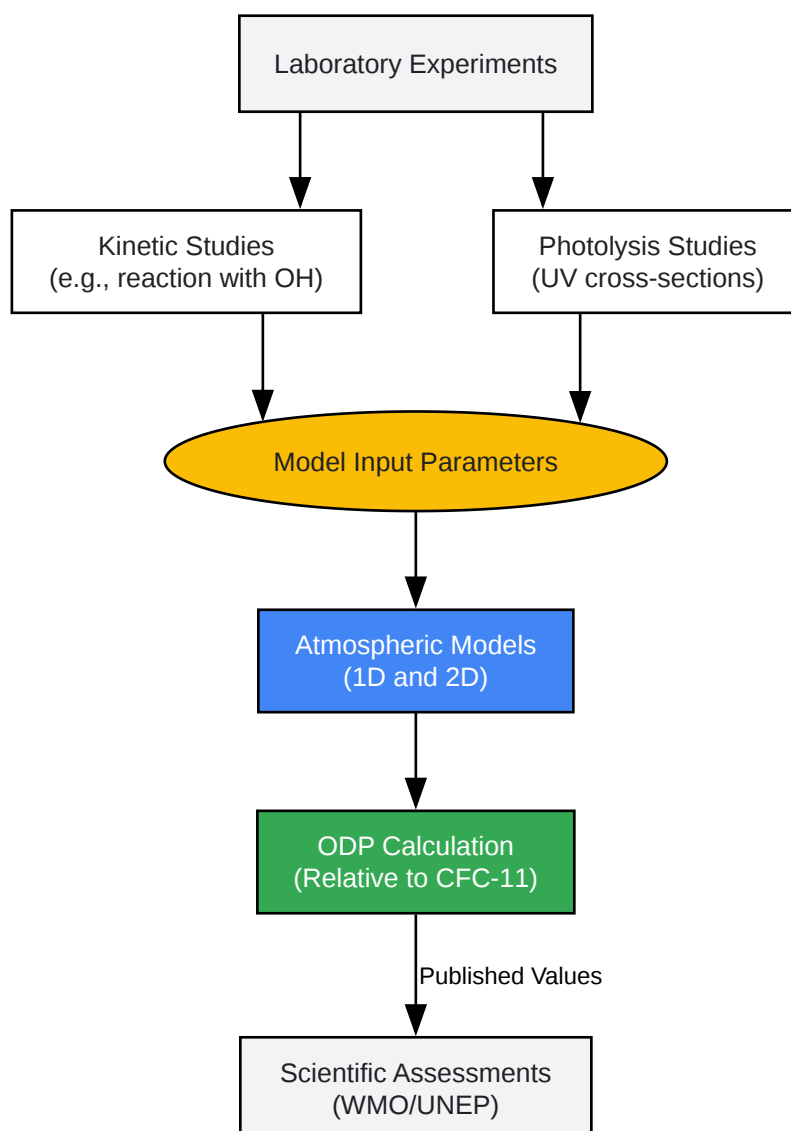 Laboratory Experiments
Kinetic Studies
(e.g., reaction with OH)
Photolysis Studies
(UV cross-sections)
Model Input Parameters
Atmospheric Models
(1D and 2D)
ODP Calculation
(Relative to CFC-11)
Published Values
Scientific Assessments
(WMO/UNEP)